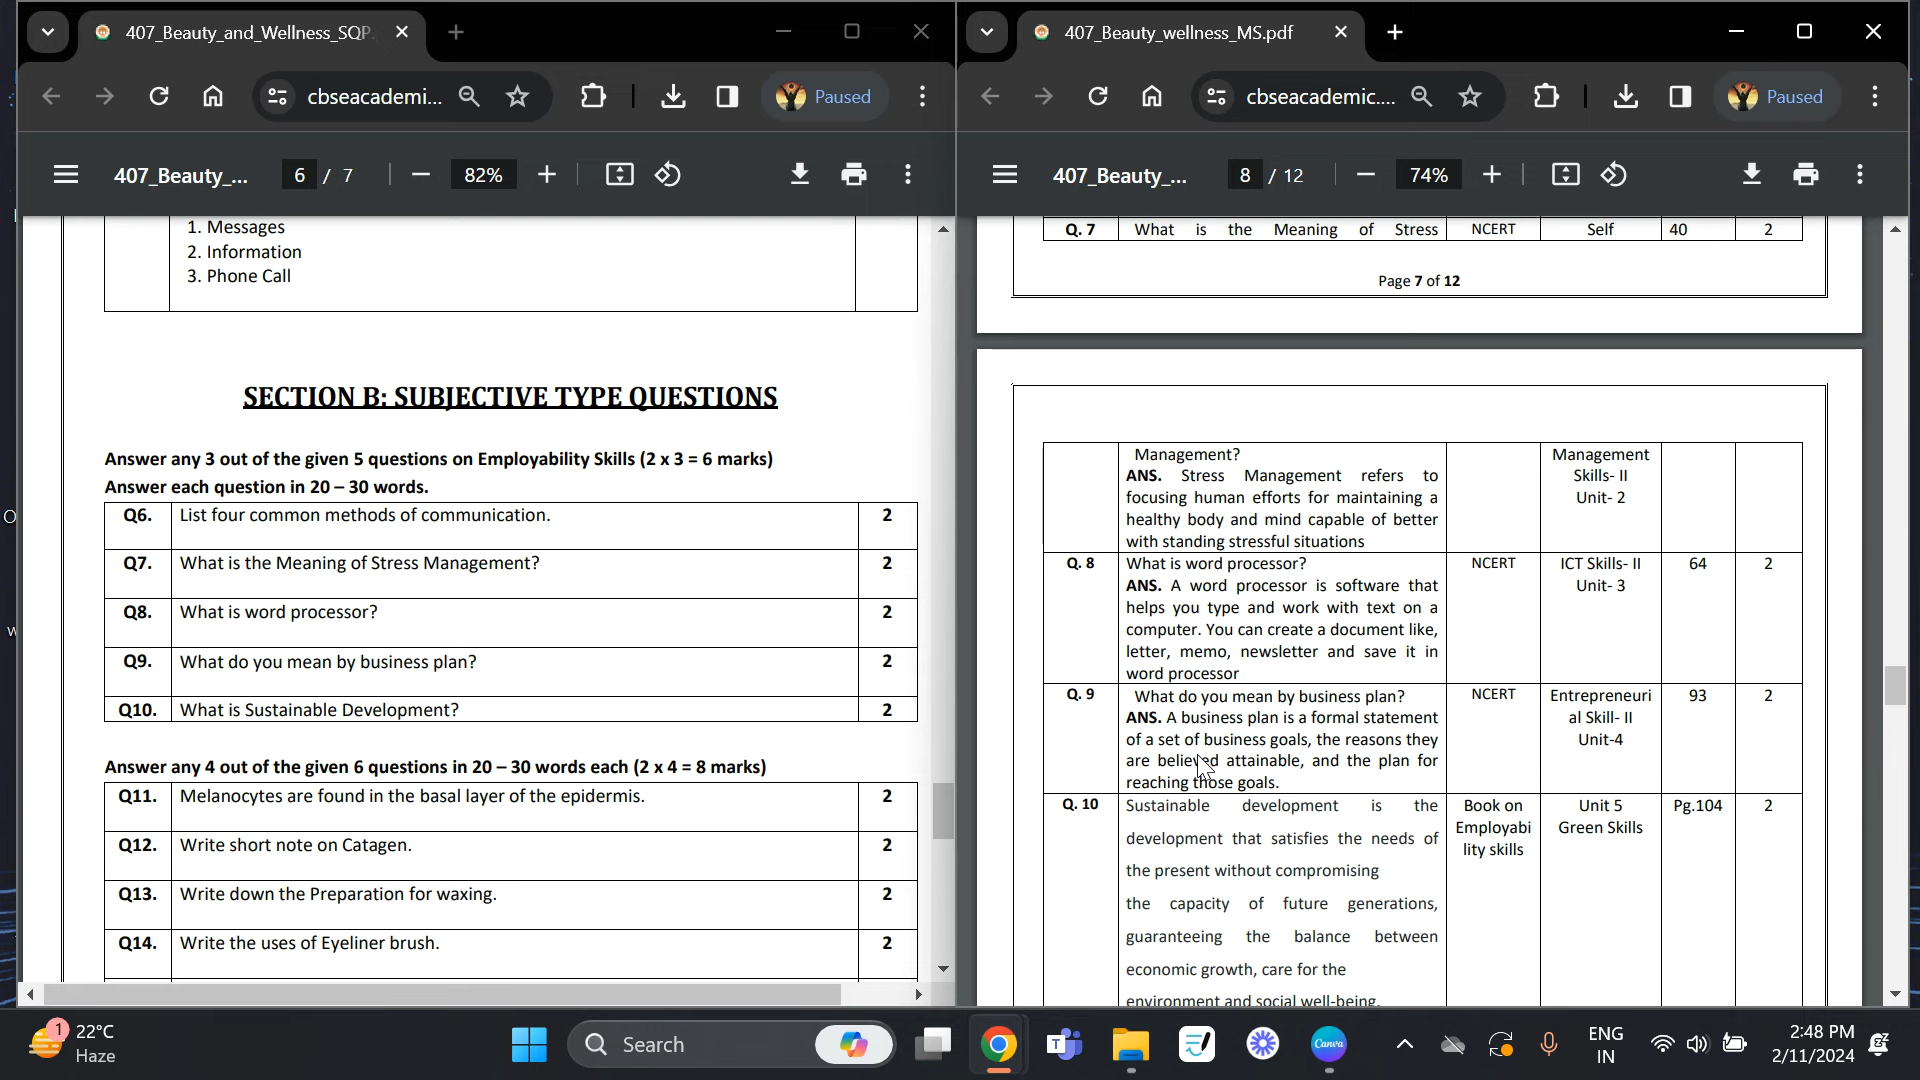 407_Beauty_and_Wellness_SQP
cbseacademi...
Paused
407_Beauty_...
6 / 7
82%
1. Messages
2. Information
3. Phone Call
SECTION B: SUBJECTIVE TYPE QUESTIONS
Answer any 3 out of the given 5 questions on Employability Skills (2 x 3 = 6 marks)
Answer each question in 20 – 30 words.
Q6. List four common methods of communication. 2
Q7. What is the Meaning of Stress Management? 2
Q8. What is word processor? 2
Q9. What do you mean by business plan? 2
Q10. What is Sustainable Development? 2
Answer any 4 out of the given 6 questions in 20 – 30 words each (2 x 4 = 8 marks)
Q11. Melanocytes are found in the basal layer of the epidermis. 2
Q12. Write short note on Catagen. 2
Q13. Write down the Preparation for waxing. 2
Q14. Write the uses of Eyeliner brush. 2
407_Beauty_wellness_MS.pdf
cbseacademic....
Paused
407_Beauty_...
8 / 12
74%
Q. 7 What is the Meaning of Stress NCERT Self 40 2
Page 7 of 12
Management? Management
ANS. Stress Management refers to Skills- II
focusing human efforts for maintaining a Unit- 2
healthy body and mind capable of better
with standing stressful situations
Q. 8 What is word processor? NCERT ICT Skills- II 64 2
ANS. A word processor is software that Unit- 3
helps you type and work with text on a
computer. You can create a document like,
letter, memo, newsletter and save it in
word processor
Q. 9 What do you mean by business plan? NCERT Entrepreneuri 93 2
ANS. A business plan is a formal statement al Skill- II
of a set of business goals, the reasons they Unit-4
are believed attainable, and the plan for
reaching those goals.
Q. 10 Sustainable development is the Book on Unit 5 Pg.104 2
development that satisfies the needs of Employabi Green Skills
the present without compromising lity skills
the capacity of future generations,
guaranteeing the balance between
economic growth, care for the
environment and social well-being.
1
22°C
Haze
Search
Canva
ENG
IN
2:48 PM
2/11/2024